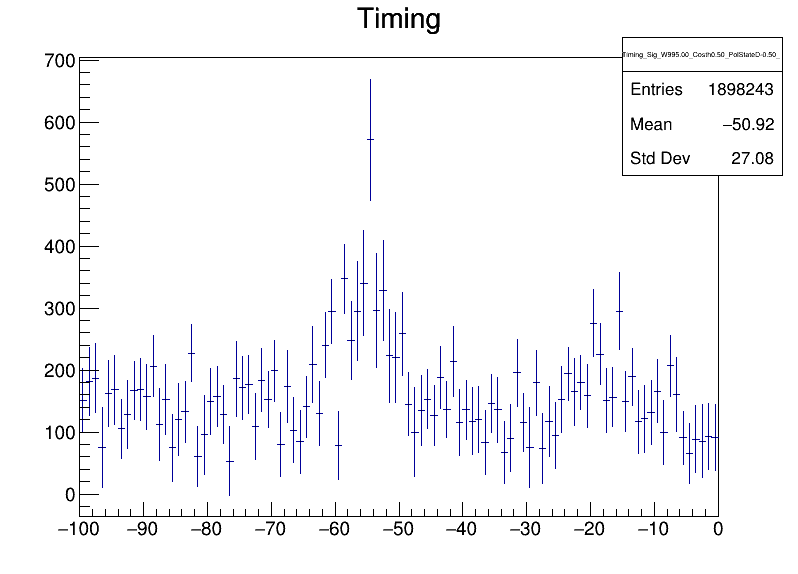 Timing
Timing_Sig_W995.00_Costh0.50_PolStateD-0.50_
Entries 1898243
Mean −50.92
Std Dev 27.08
700
600
500
400
300
200
100
0
−100 −90 −80 −70 −60 −50 −40 −30 −20 −10 0